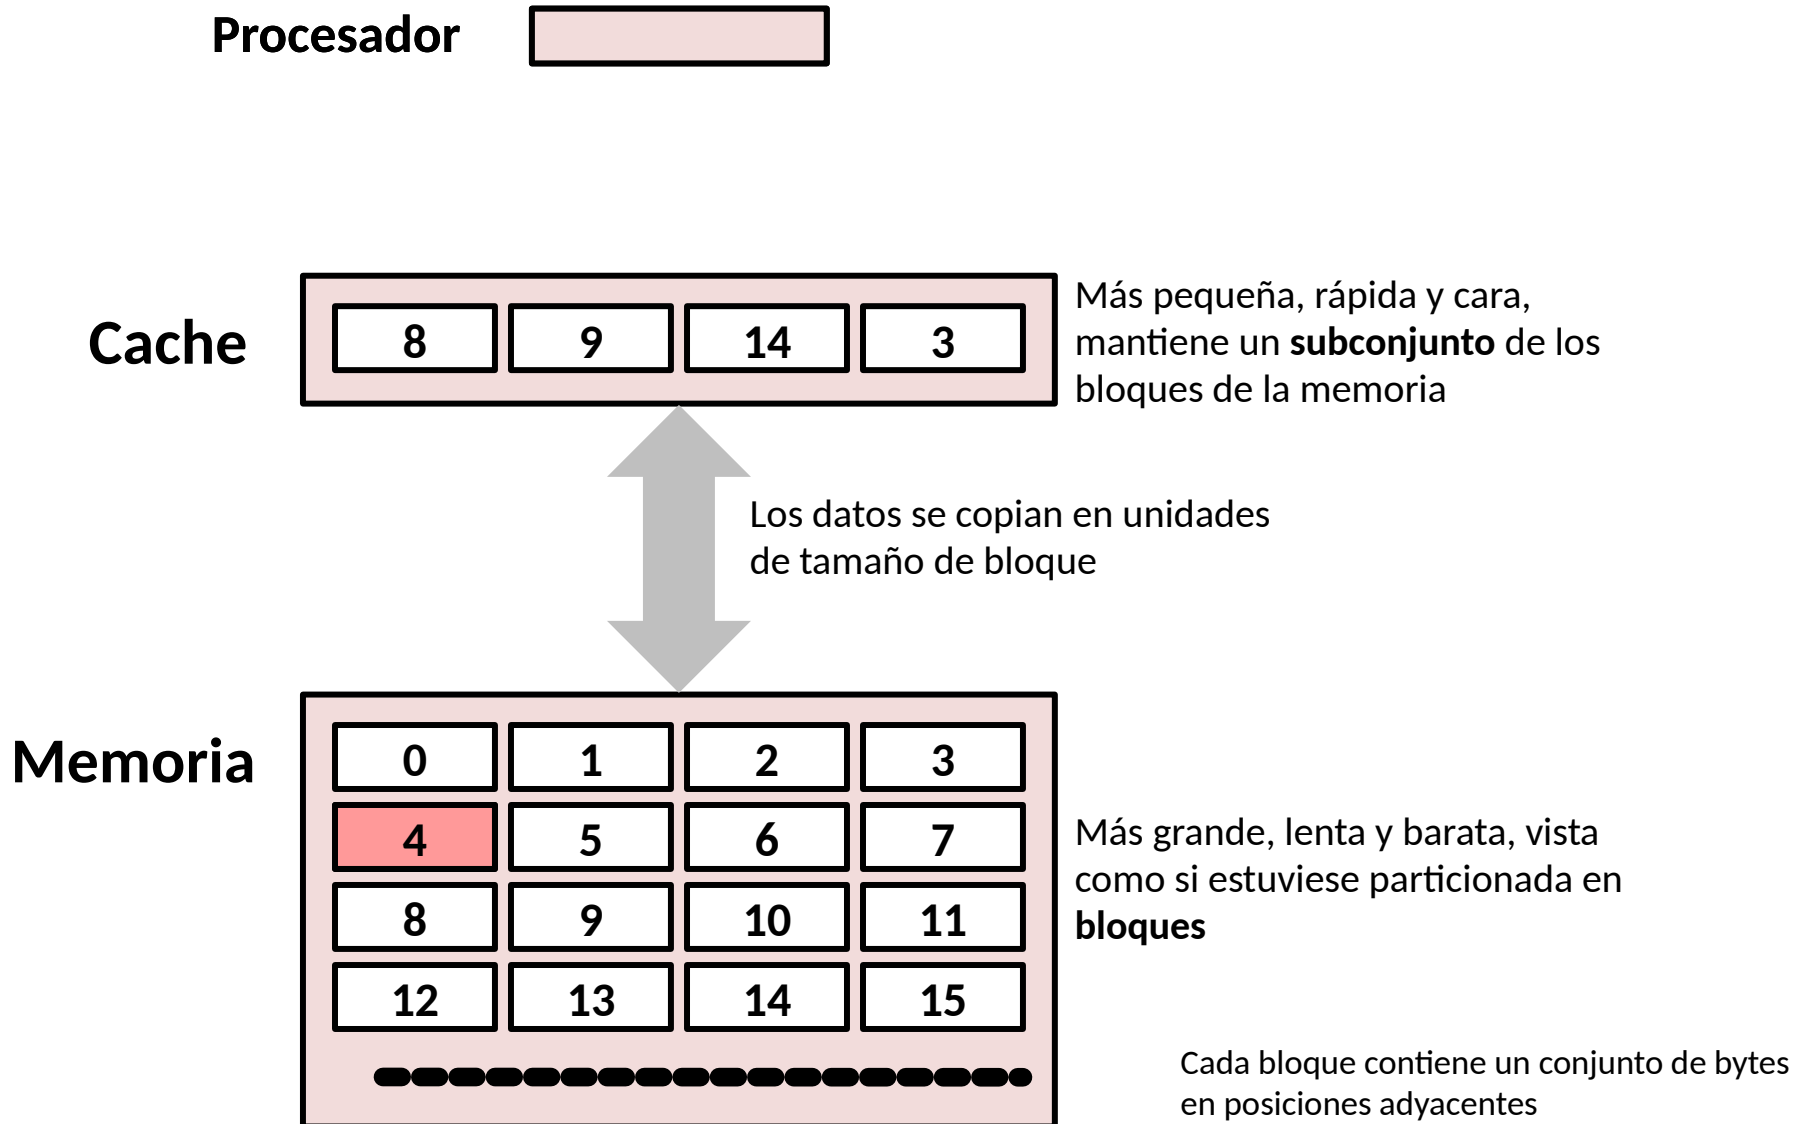 Procesador
Cache
8 9 14 3
Más pequeña, rápida y cara,
mantiene un subconjunto de los
bloques de la memoria
Los datos se copian en unidades
de tamaño de bloque
Memoria
0 1 2 3
4 5 6 7
8 9 10 11
12 13 14 15
Más grande, lenta y barata, vista
como si estuviese particionada en
bloques
Cada bloque contiene un conjunto de bytes
en posiciones adyacentes